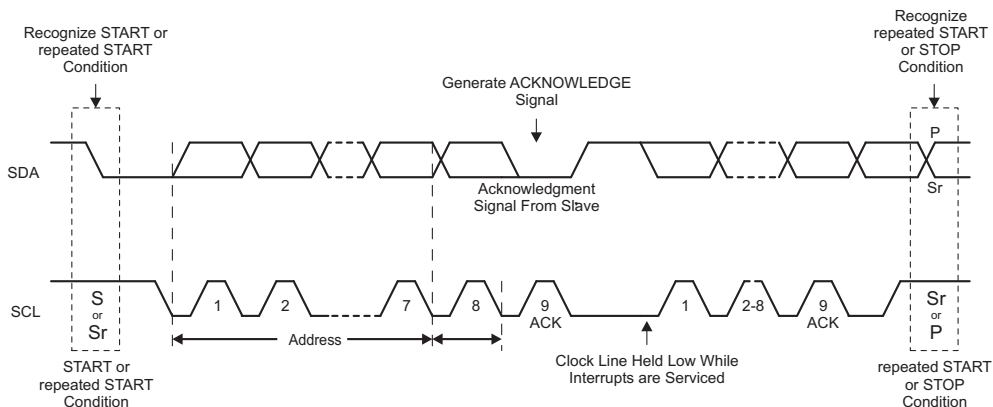 Recognize START or
repeated START
Condition
Recognize
repeated START
or STOP
Condition
Generate ACKNOWLEDGE
Signal
SDA
P
Sr
Acknowledgment
Signal From Slave
SCL
S
or
Sr
1
2
7
8
9
ACK
1
2-8
9
ACK
Sr
or
P
Address
START or
repeated START
Condition
Clock Line Held Low While
Interrupts are Serviced
repeated START
or STOP
Condition